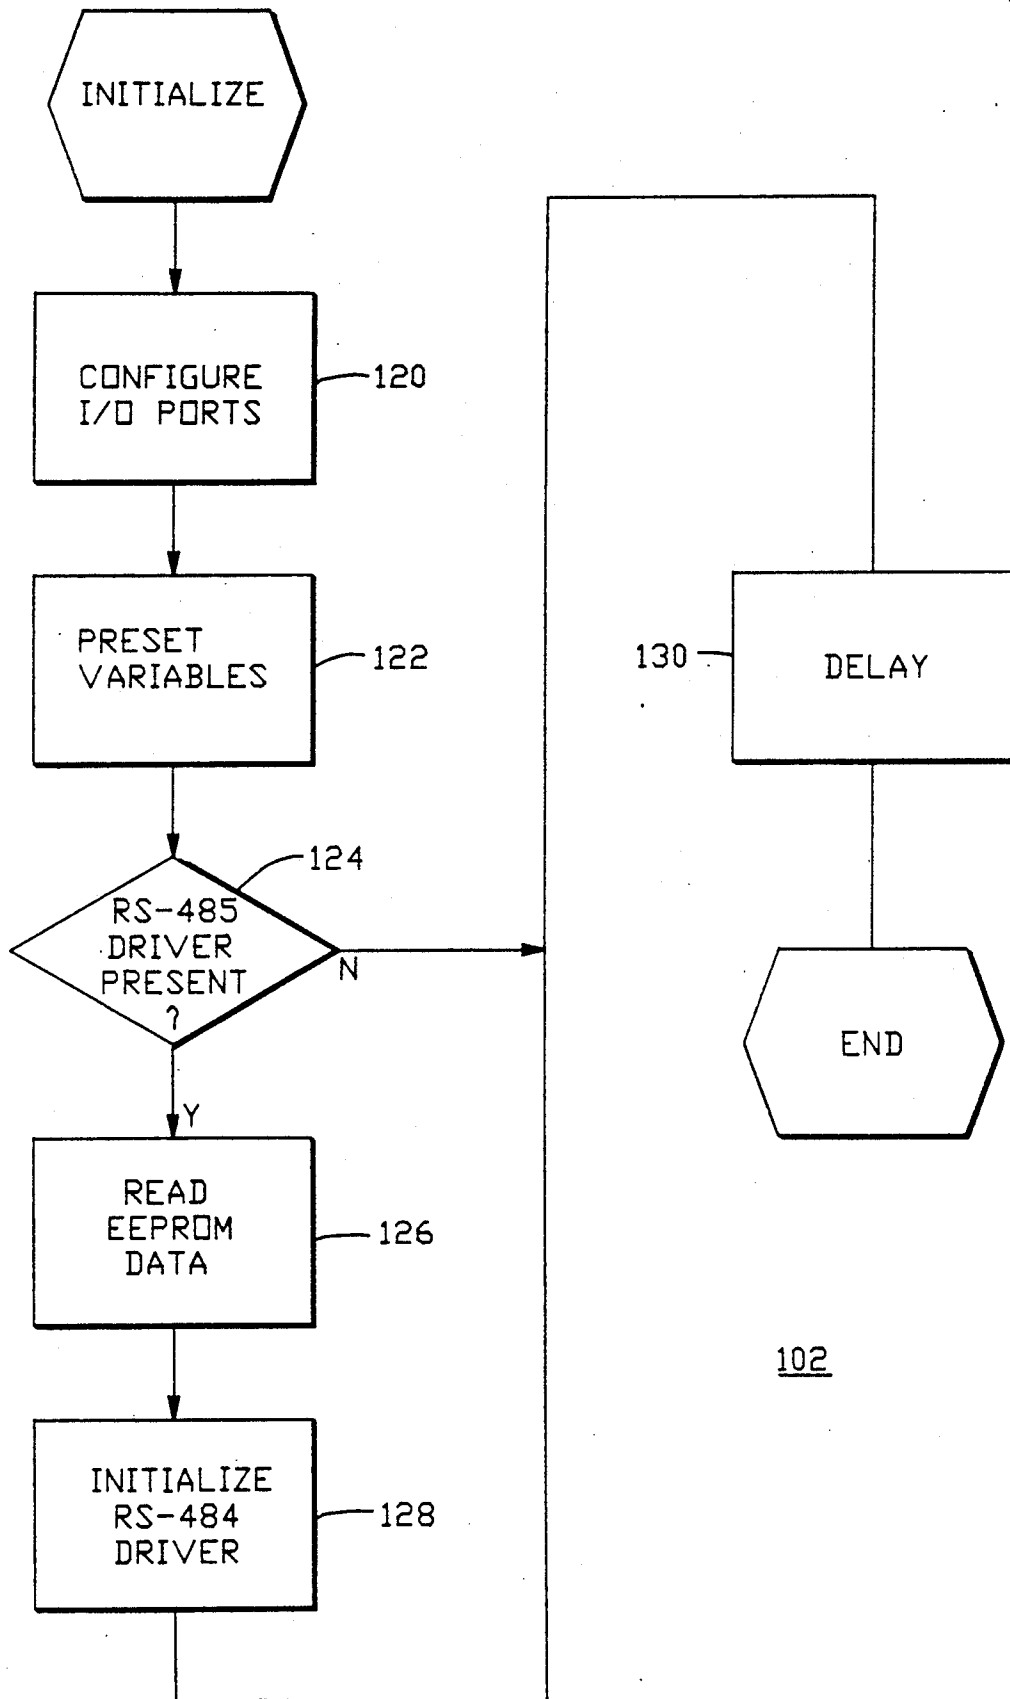 INITIALIZE
CONFIGURE
I/O PORTS
120
PRESET
VARIABLES
122
124
RS-485
DRIVER
PRESENT
?
N
Y
READ
EEPROM
DATA
126
INITIALIZE
RS-484
DRIVER
128
130
DELAY
END
102